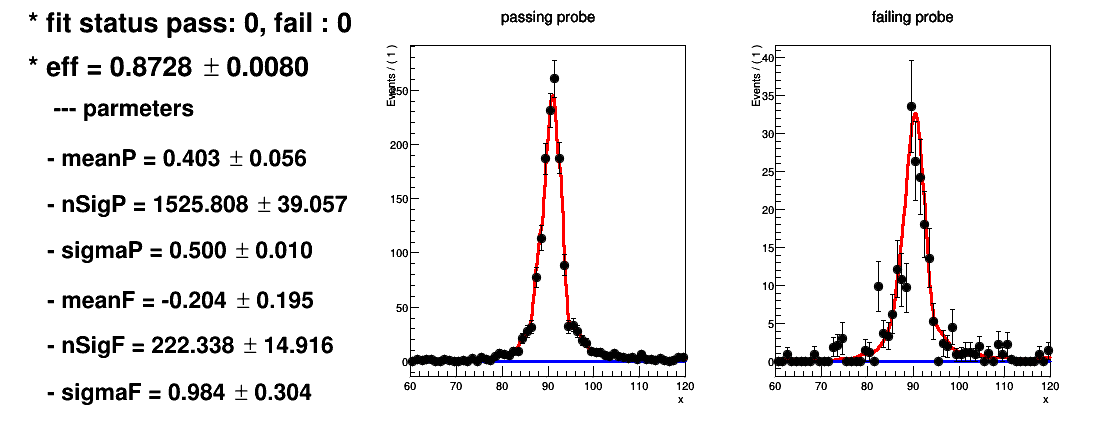 * fit status pass: 0, fail : 0
* eff = 0.8728 ± 0.0080
--- parmeters
- meanP = 0.403 ± 0.056
- nSigP = 1525.808 ± 39.057
- sigmaP = 0.500 ± 0.010
- meanF = -0.204 ± 0.195
- nSigF = 222.338 ± 14.916
- sigmaF = 0.984 ± 0.304
passing probe
Events / ( 1 )
250
200
150
100
50
0
60 70 80 90 100 110 120
x
failing probe
Events / ( 1 )
40
35
30
25
20
15
10
5
0
60 70 80 90 100 110 120
x